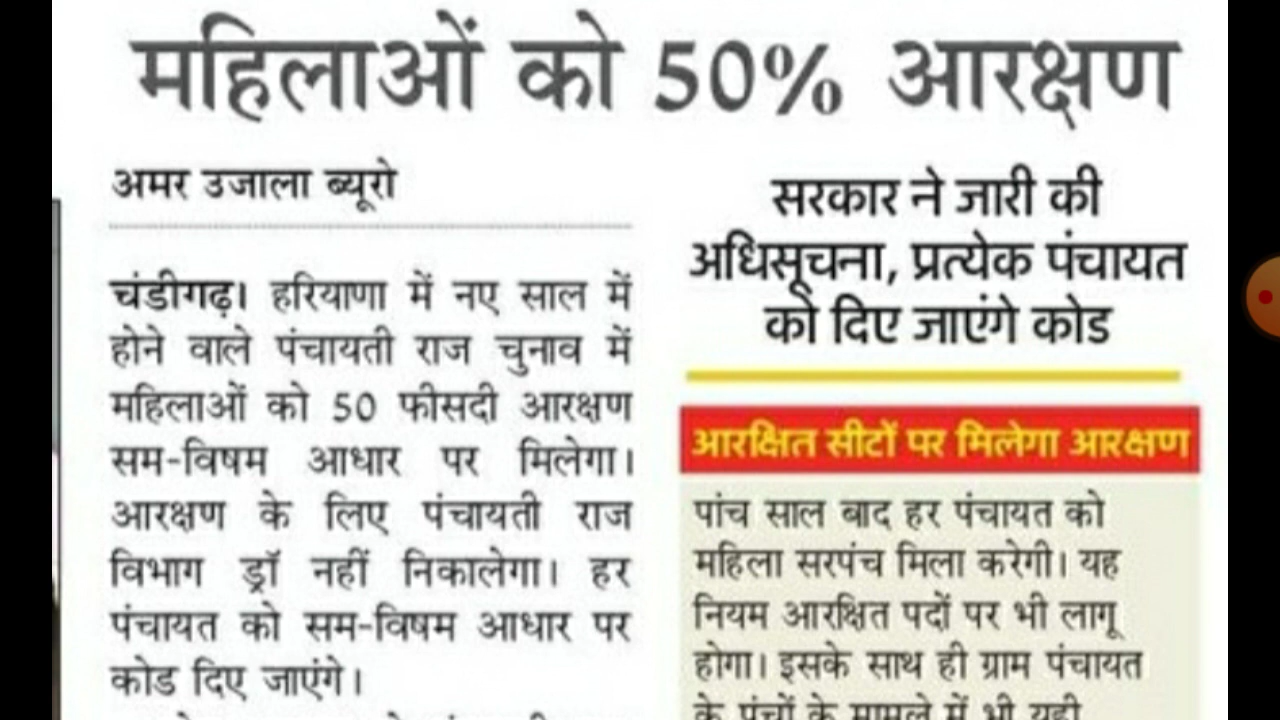 महिलाओं को 50% आरक्षण
अमर उजाला ब्यूरो
चंडीगढ़। हरियाणा में नए साल में
होने वाले पंचायती राज चुनाव में
महिलाओं को 50 फीसदी आरक्षण
सम-विषम आधार पर मिलेगा।
आरक्षण के लिए पंचायती राज
विभाग ड्रॉ नहीं निकालेगा। हर
पंचायत को सम-विषम आधार पर
कोड दिए जाएंगे।
सरकार ने जारी की
अधिसूचना, प्रत्येक पंचायत
को दिए जाएंगे कोड
आरक्षित सीटों पर मिलेगा आरक्षण
पांच साल बाद हर पंचायत को
महिला सरपंच मिला करेगी। यह
नियम आरक्षित पदों पर भी लागू
होगा। इसके साथ ही ग्राम पंचायत
के पंचों के मामले में भी यही